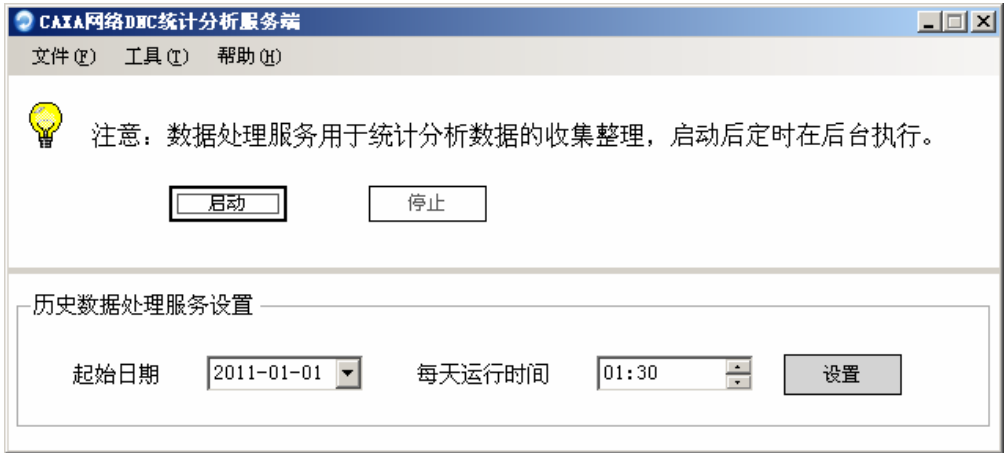 CAXA网络DNC统计分析服务端
文件(F) 工具(T) 帮助(H)
注意：数据处理服务用于统计分析数据的收集整理，启动后定时在后台执行。
启动 停止
历史数据处理服务设置
起始日期 2011-01-01 每天运行时间 01:30 设置